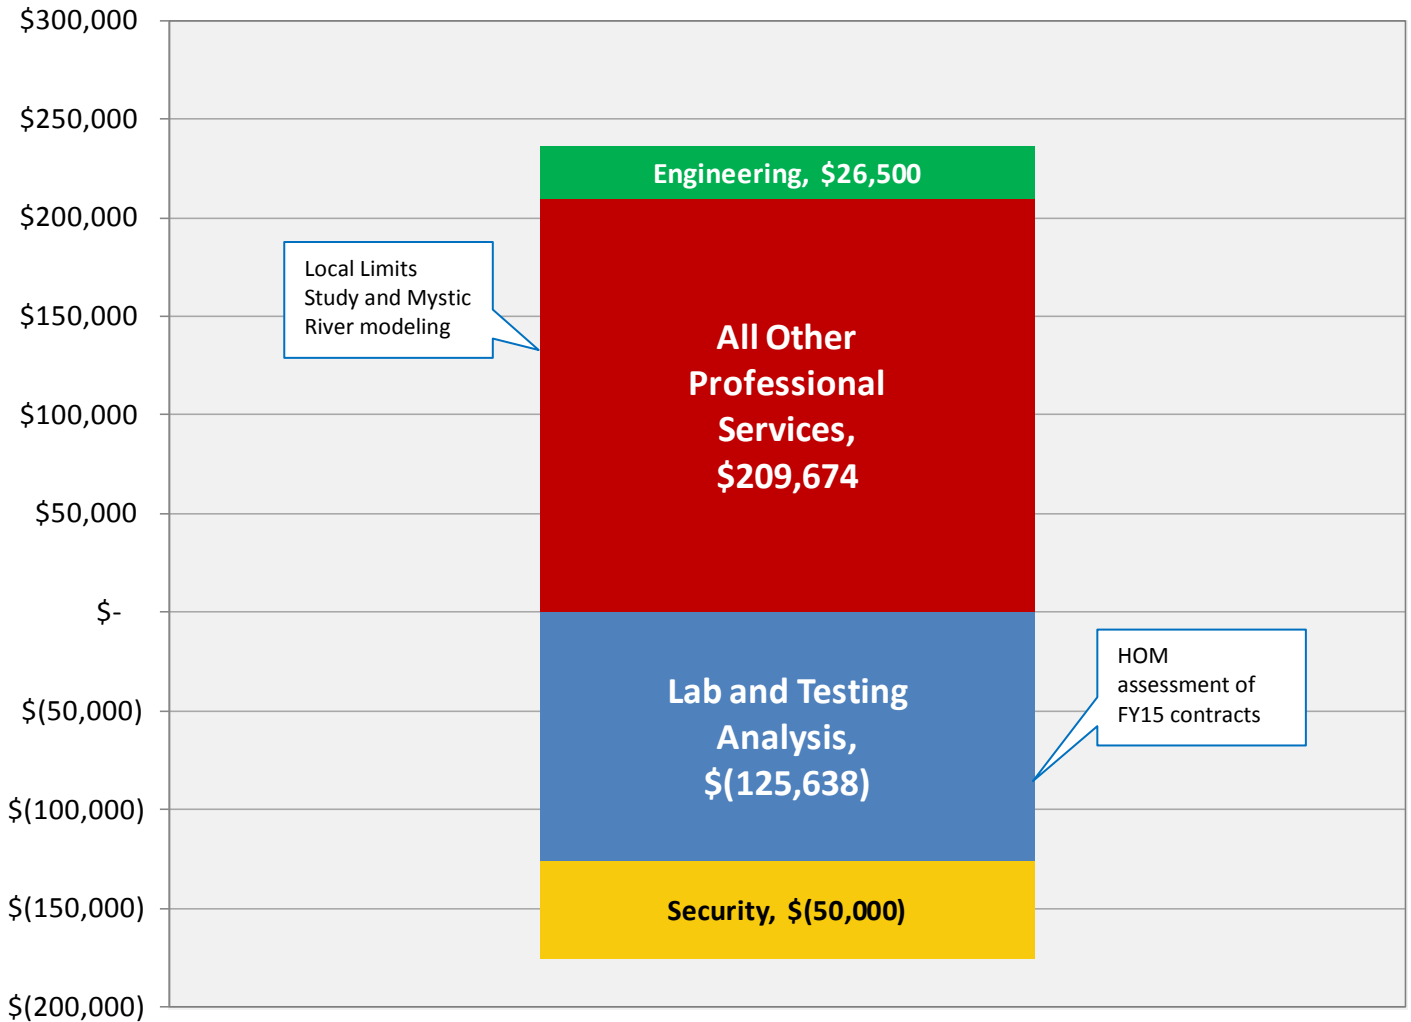 $300,000
$250,000
Engineering, $26,500
$200,000
Local Limits
Study and Mystic
River modeling
$150,000
All Other
Professional
Services,
$209,674
$100,000
$50,000
$-
HOM
assessment of
FY15 contracts
Lab and Testing
Analysis,
$(125,638)
$(50,000)
$(100,000)
Security, $(50,000)
$(150,000)
$(200,000)